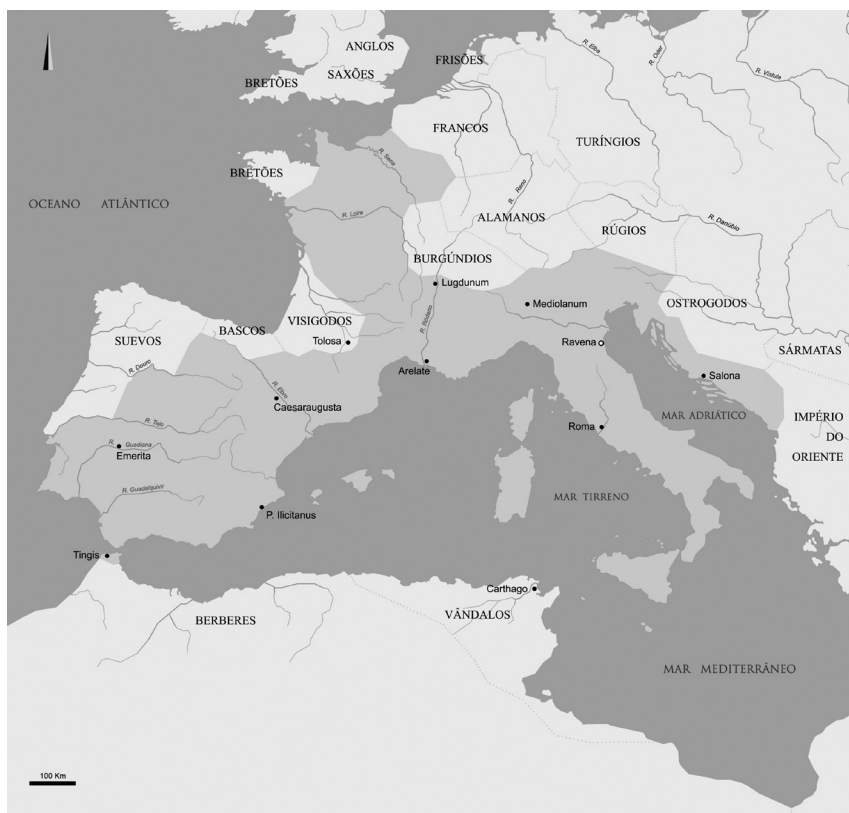 ANGLOS
SAXÕES
BRETÕES
FRISÕES
R. Elba
R. Oder
R. Vístula
FRANCOS
TURÍNGIOS
BRETÕES
R. Sena
R. Reno
OCEANO ATLÂNTICO
R. Loire
ALAMANOS
RÚGIOS
R. Danúbio
BURGÚNDIOS
Lugdunum
Mediolanum
OSTROGODOS
SUEVOS
BASCOS
VISIGODOS
Tolosa
R. Ródano
Ravena
SÁRMATAS
Arelate
Salona
R. Douro
R. Ebro
Caesaraugusta
MAR ADRIÁTICO
IMPÉRIO
DO
ORIENTE
R. Tejo
Roma
R. Guadiana
Emerita
R. Guadalquivir
P. Ilicitanus
MAR TIRRENO
Tingis
Carthago
BERBERES
VÂNDALOS
MAR MEDITERRÂNEO
100 Km